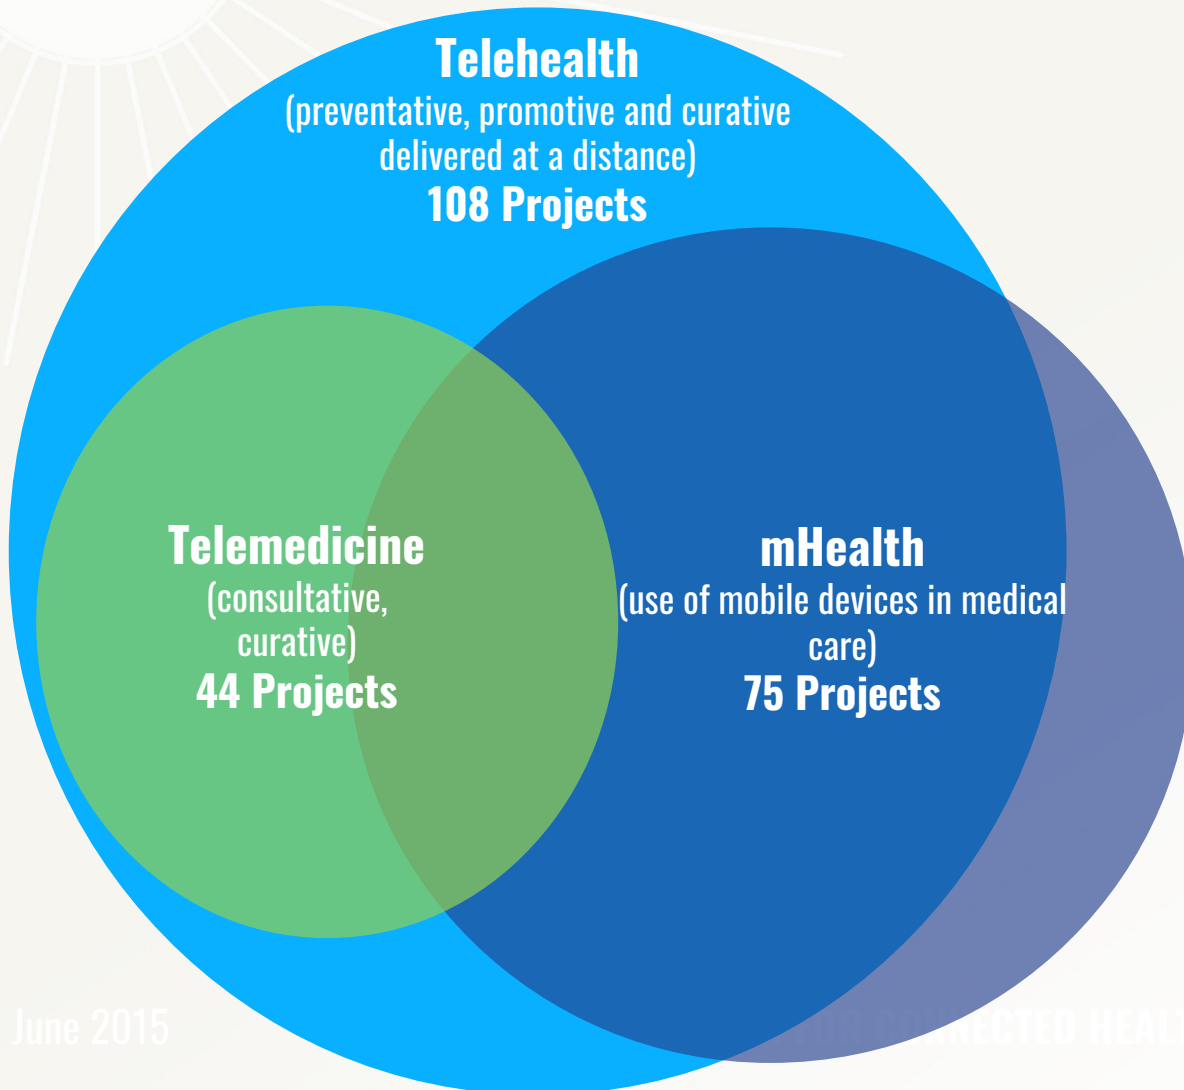 Telehealth
(preventative, promotive and curative
delivered at a distance)
108 Projects
Telemedicine
(consultative,
curative)
44 Projects
mHealth
(use of mobile devices in medical
care)
75 Projects
June 2015
CONNECTED